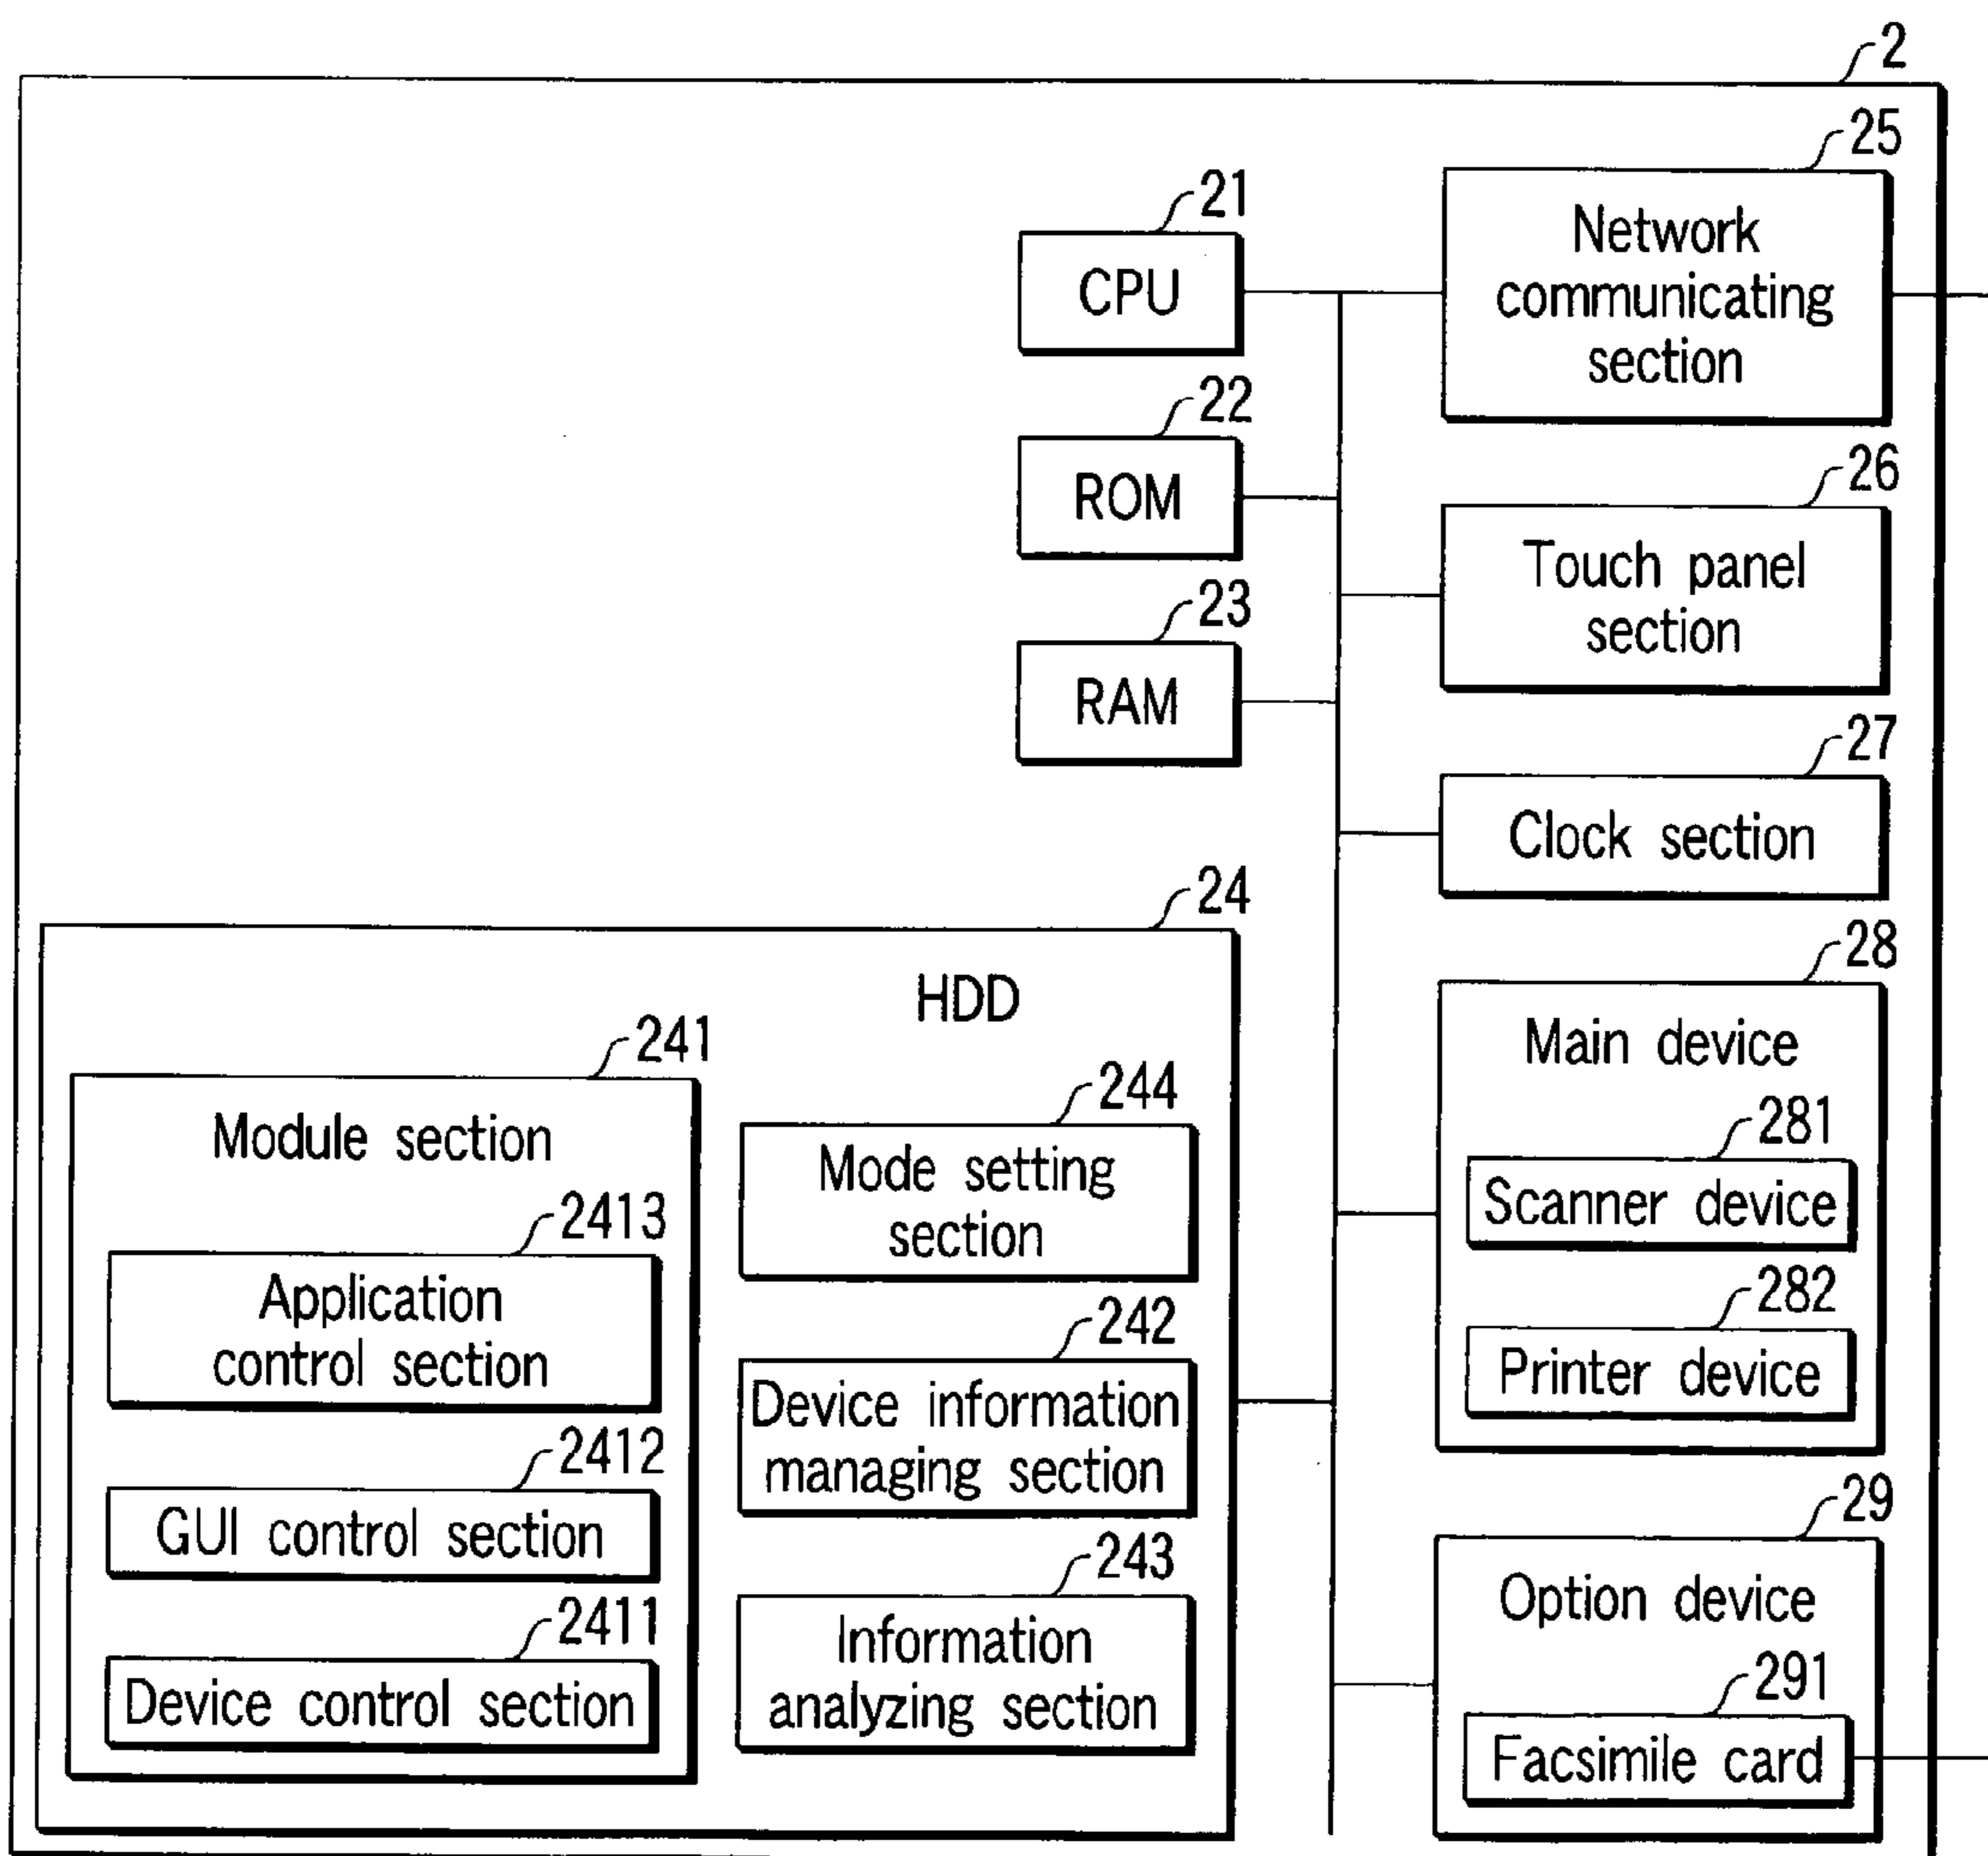 2
25
Network
communicating
section
21
CPU
22
ROM
26
Touch panel
section
23
RAM
27
Clock section
24
HDD
241
Module section
2413
Application
control section
2412
GUI control section
2411
Device control section
244
Mode setting
section
242
Device information
managing section
243
Information
analyzing section
28
Main device
281
Scanner device
282
Printer device
29
Option device
291
Facsimile card